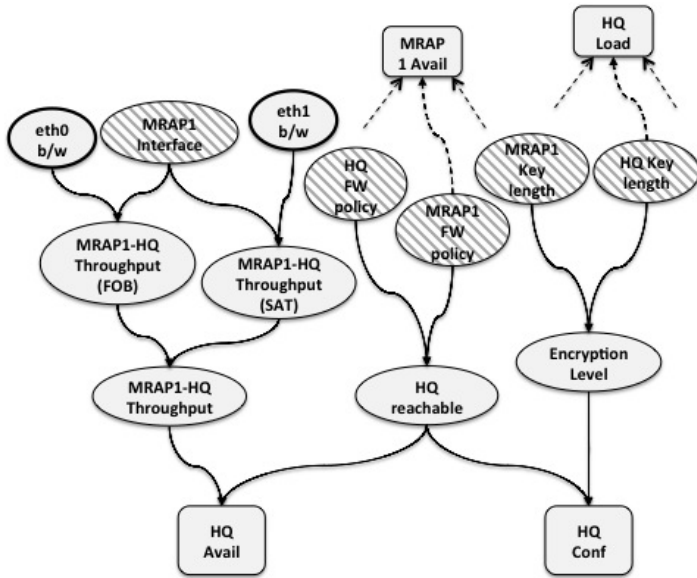 MRAP
1 Avail
HQ
Load
eth0
b/w
MRAP1
Interface
eth1
b/w
HQ
FW
policy
MRAP1
FW
policy
MRAP1
Key
length
HQ Key
length
MRAP1-HQ
Throughput
(FOB)
MRAP1-HQ
Throughput
(SAT)
MRAP1-HQ
Throughput
HQ
reachable
Encryption
Level
HQ
Avail
HQ
Conf